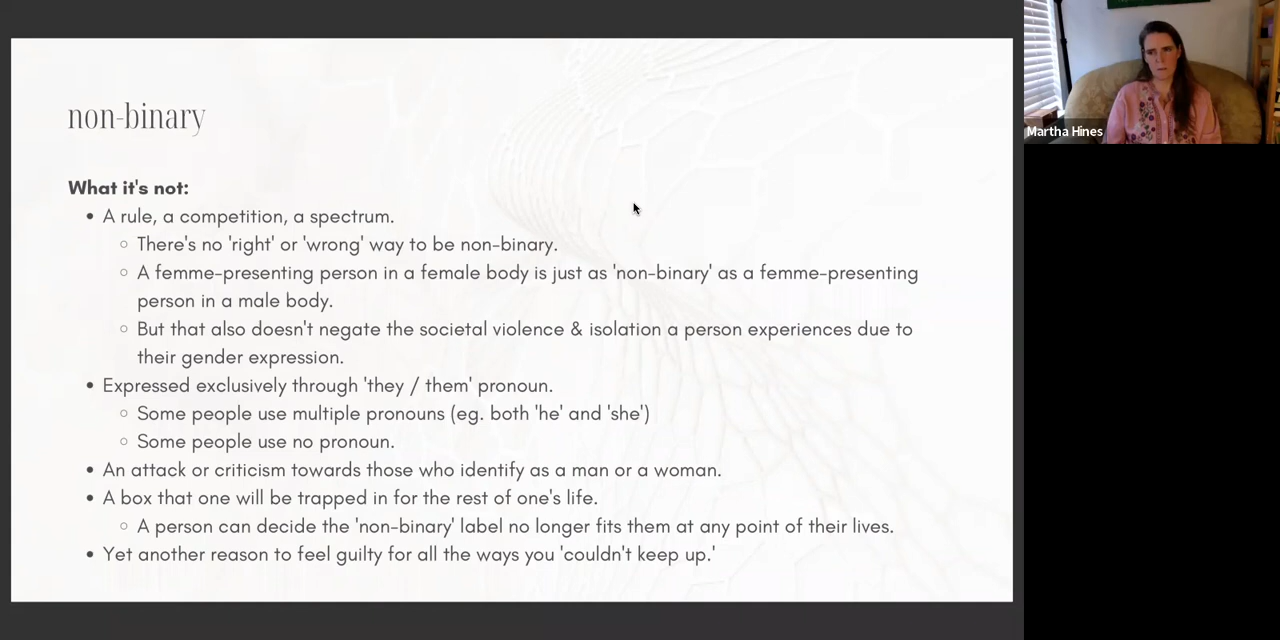 non-binary
What it's not:
• A rule, a competition, a spectrum.
○ There's no 'right' or 'wrong' way to be non-binary.
○ A femme-presenting person in a female body is just as 'non-binary' as a femme-presenting
person in a male body.
○ But that also doesn't negate the societal violence & isolation a person experiences due to
their gender expression.
• Expressed exclusively through 'they / them' pronoun.
○ Some people use multiple pronouns (eg. both 'he' and 'she')
○ Some people use no pronoun.
• An attack or criticism towards those who identify as a man or a woman.
• A box that one will be trapped in for the rest of one's life.
○ A person can decide the 'non-binary' label no longer fits them at any point of their lives.
• Yet another reason to feel guilty for all the ways you 'couldn't keep up.'
Martha Hines